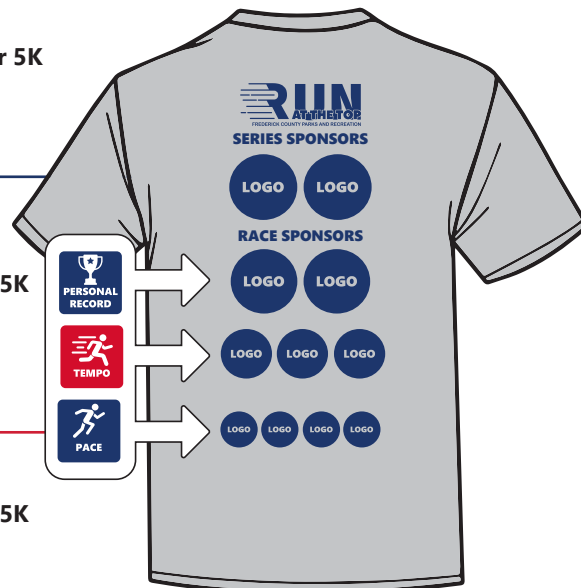 r 5K
RUN
AT THE TOP
FREDERICK COUNTY PARKS AND RECREATION
SERIES SPONSORS
LOGO LOGO
RACE SPONSORS
5K
PERSONAL
RECORD
LOGO LOGO
TEMPO
LOGO LOGO LOGO
PACE
LOGO LOGO LOGO LOGO
5K